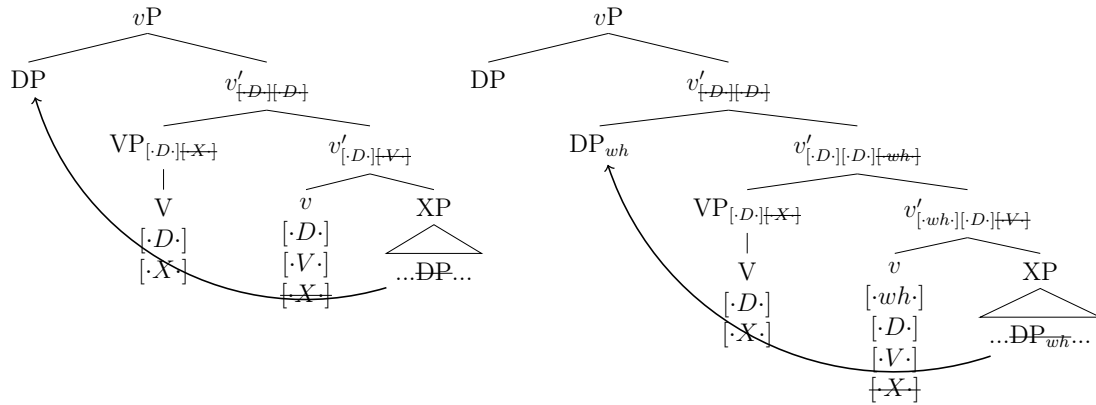 vP
DP v′[·D·][·D·]
VP[·D·][·X·] v′[·D·][·V·]
V v XP
[·D·] [·D·]
[·X·] [·V·] ...DP...
[·X·]
vP
DP v′[·D·][·D·]
DPwh v′[·D·][·D·][·wh·]
VP[·D·][·X·] v′[·wh·][·D·][·V·]
V v XP
[·D·] [·wh·]
[·X·] [·D·] ...DPwh...
[·V·]
[·X·]